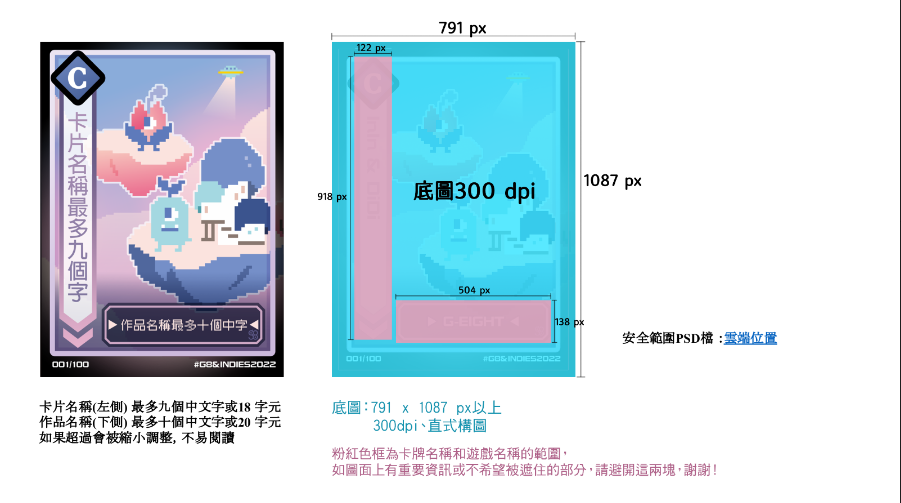 C
卡片名稱最多九個字
▶作品名稱最多十個中字◀
001/100
#G8&INDIES2022
卡片名稱(左側) 最多九個中文字或18 字元
作品名稱(下側) 最多十個中文字或20 字元
如果超過會被縮小調整, 不易閱讀
791 px
122 px
C
918 px
底圖300 dpi
1087 px
504 px
▶ G-EIGHT ◀
138 px
001/100
#G8&INDIES2022
底圖:791 x 1087 px以上
300dpi、直式構圖
粉紅色框為卡牌名稱和遊戲名稱的範圍,
如圖面上有重要資訊或不希望被遮住的部分,請避開這兩塊,謝謝!
安全範圍PSD檔 :雲端位置